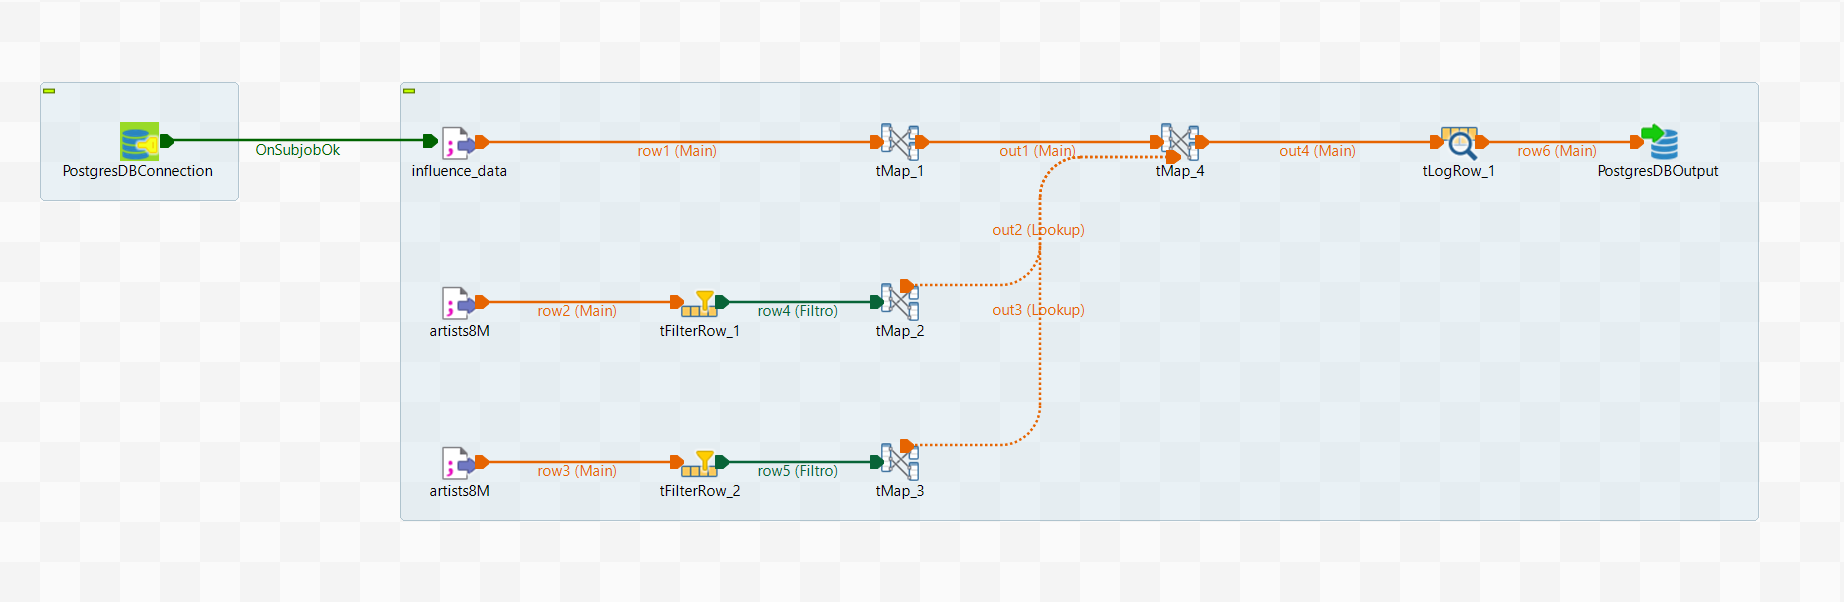 PostgresDBConnection
OnSubjobOk
influence_data
row1 (Main)
tMap_1
out1 (Main)
tMap_4
out4 (Main)
tLogRow_1
row6 (Main)
PostgresDBOutput
out2 (Lookup)
artists8M
row2 (Main)
tFilterRow_1
row4 (Filtro)
tMap_2
out3 (Lookup)
artists8M
row3 (Main)
tFilterRow_2
row5 (Filtro)
tMap_3